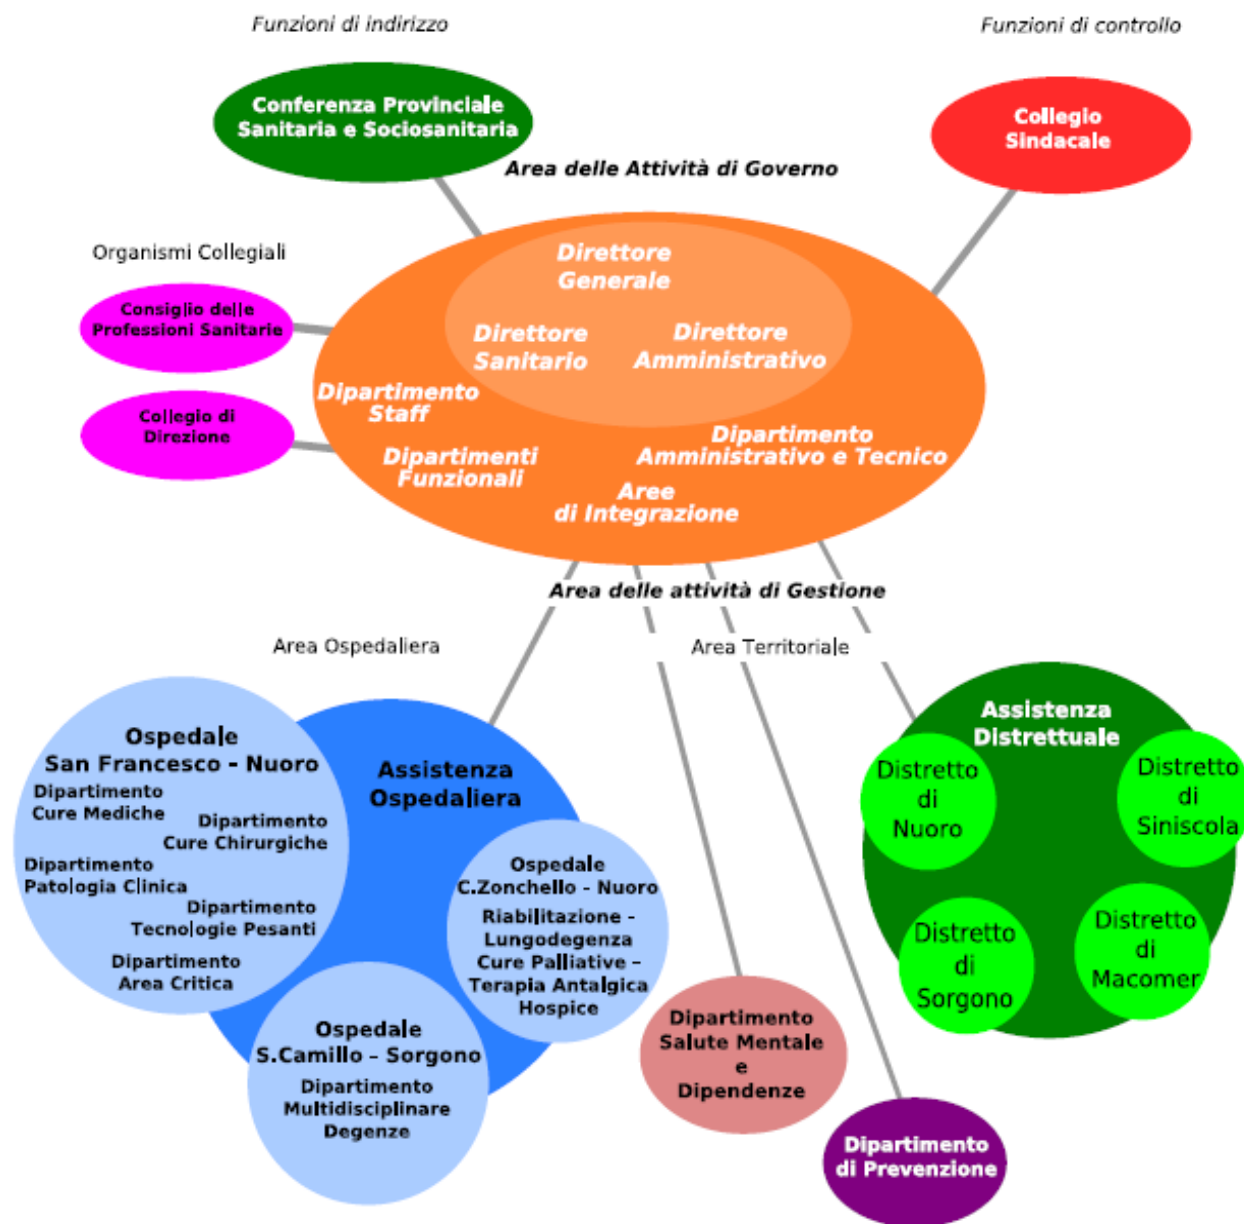 Funzioni di indirizzo
Funzioni di controllo
Conferenza Provinciale
Sanitaria e Sociosanitaria
Collegio
Sindacale
Area delle Attività di Governo
Organismi Collegiali
Consiglio delle
Professioni Sanitarie
Collegio di
Direzione
Direttore
Generale
Direttore
Sanitario
Direttore
Amministrativo
Dipartimento
Staff
Dipartimenti
Funzionali
Dipartimento
Amministrativo e Tecnico
Aree
di Integrazione
Area delle attività di Gestione
Area Ospedaliera
Area Territoriale
Ospedale
San Francesco - Nuoro
Dipartimento
Cure Mediche
Dipartimento
Cure Chirurgiche
Dipartimento
Patologia Clinica
Dipartimento
Tecnologie Pesanti
Dipartimento
Area Critica
Assistenza
Ospedaliera
Ospedale
C.Zonchello - Nuoro
Riabilitazione -
Lungodegenza
Cure Palliative –
Terapia Antalgica
Hospice
Ospedale
S.Camillo – Sorgono
Dipartimento
Multidisciplinare
Degenze
Dipartimento
Salute Mentale
e
Dipendenze
Dipartimento
di Prevenzione
Assistenza
Distrettuale
Distretto
di
Nuoro
Distretto
di
Siniscola
Distretto
di
Sorgono
Distretto
di
Macomer